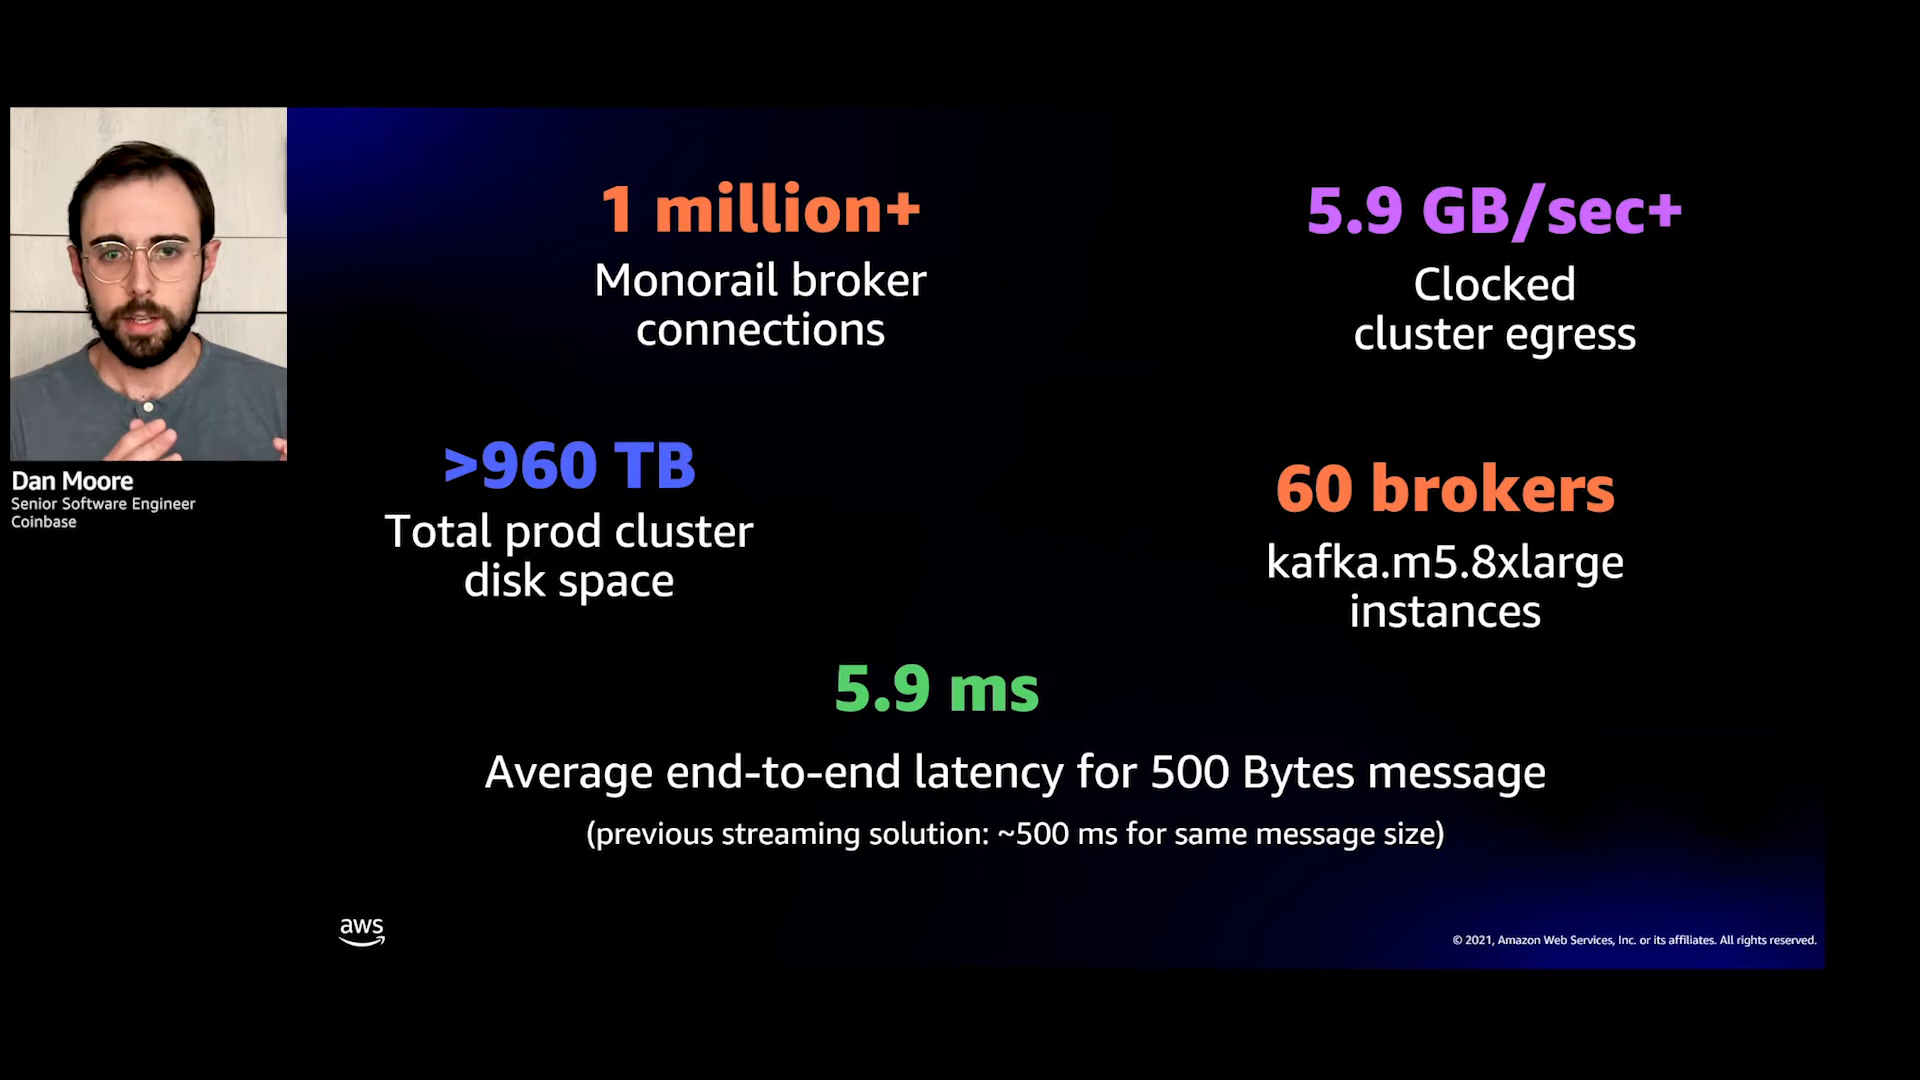 1 million+
Monorail broker
connections
5.9 GB/sec+
Clocked
cluster egress
Dan Moore
Senior Software Engineer
Coinbase
>960 TB
Total prod cluster
disk space
60 brokers
kafka.m5.8xlarge
instances
5.9 ms
Average end-to-end latency for 500 Bytes message
(previous streaming solution: ~500 ms for same message size)
aws
© 2021, Amazon Web Services, Inc. or its affiliates. All rights reserved.